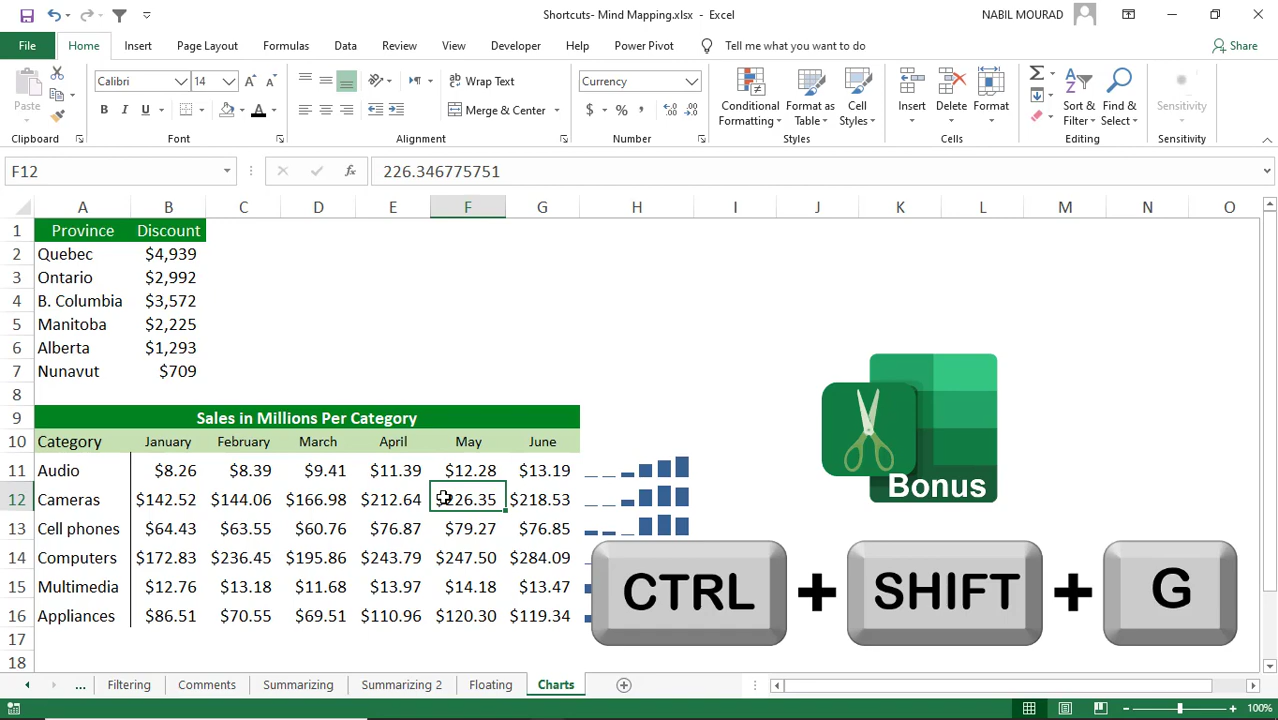 Shortcuts- Mind Mapping.xlsx - Excel
NABIL MOURAD
File Home Insert Page Layout Formulas Data Review View Developer Help Power Pivot Tell me what you want to do Share
Paste
Calibri 14
B I U A
Wrap Text
Merge & Center
Currency
$ %
Conditional Formatting
Format as Table
Cell Styles
Insert
Delete
Format
Sort & Filter
Find & Select
Sensitivity
Clipboard Font Alignment Number Styles Cells Editing Sensitivity
F12 fx 226.346775751
A B C D E F G H I J K L M N O
1 Province Discount
2 Quebec $4,939
3 Ontario $2,992
4 B. Columbia $3,572
5 Manitoba $2,225
6 Alberta $1,293
7 Nunavut $709
8
9 Sales in Millions Per Category
10 Category January February March April May June
11 Audio $8.26 $8.39 $9.41 $11.39 $12.28 $13.19
12 Cameras $142.52 $144.06 $166.98 $212.64 $226.35 $218.53
13 Cell phones $64.43 $63.55 $60.76 $76.87 $79.27 $76.85
14 Computers $172.83 $236.45 $195.86 $243.79 $247.50 $284.09
15 Multimedia $12.76 $13.18 $11.68 $13.97 $14.18 $13.47
16 Appliances $86.51 $70.55 $69.51 $110.96 $120.30 $119.34
17
18
Bonus
CTRL + SHIFT + G
... Filtering Comments Summarizing Summarizing 2 Floating Charts
100%